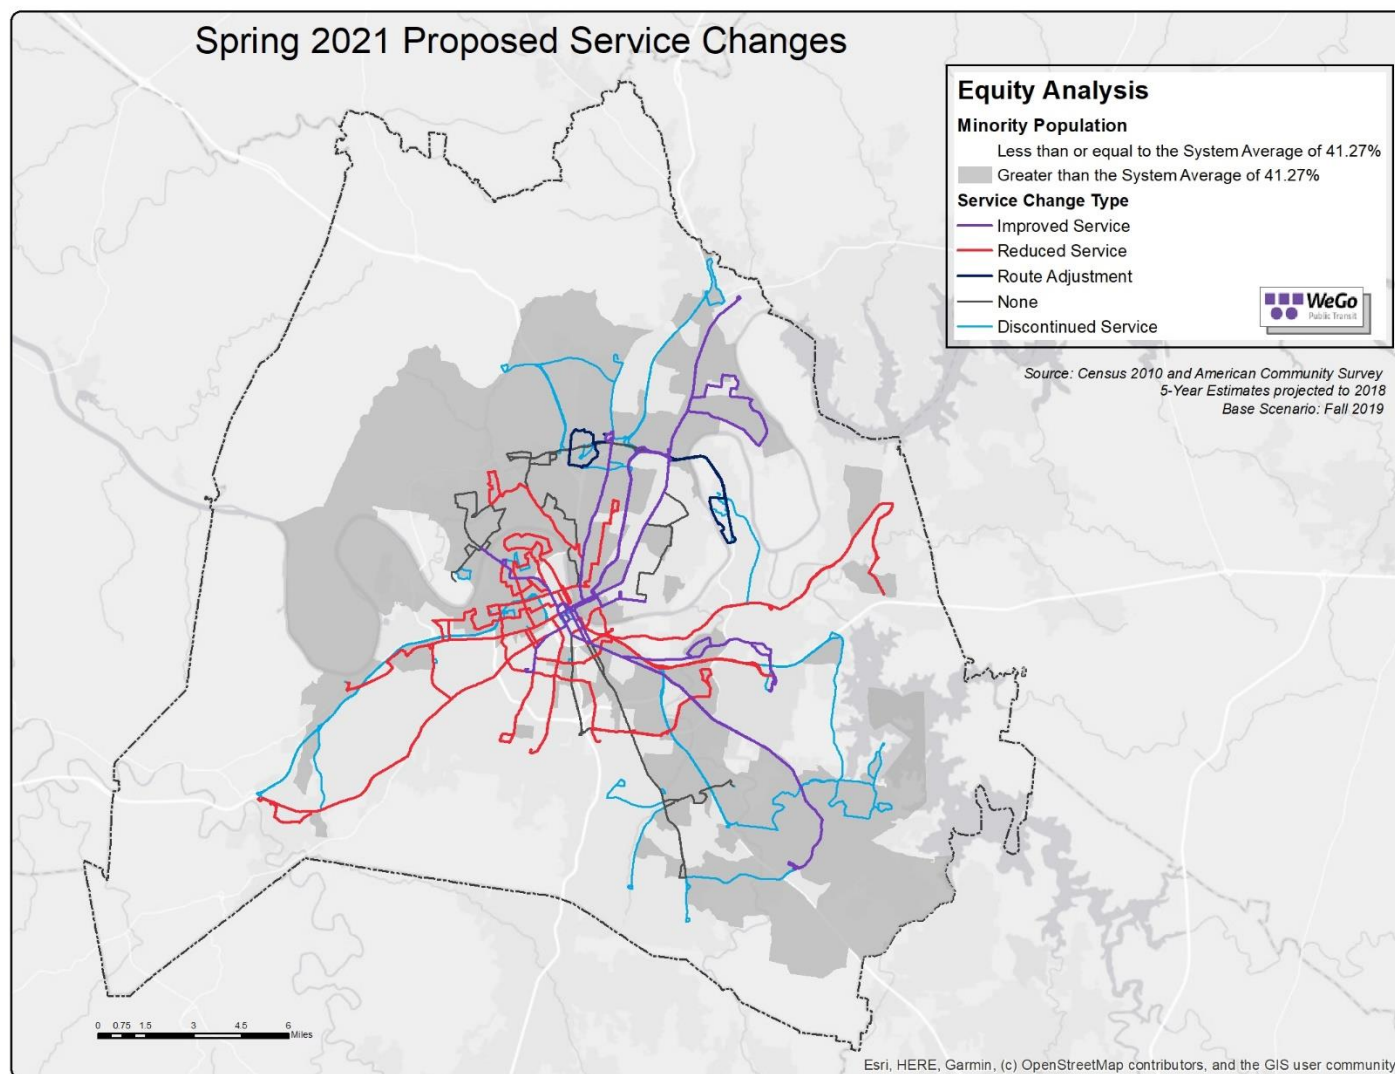 Spring 2021 Proposed Service Changes
Equity Analysis
Minority Population
Less than or equal to the System Average of 41.27%
Greater than the System Average of 41.27%
Service Change Type
Improved Service
Reduced Service
Route Adjustment
None
Discontinued Service
WeGo
Public Transit
Source: Census 2010 and American Community Survey
5-Year Estimates projected to 2018
Base Scenario: Fall 2019
0 0.75 1.5 3 4.5 6
Miles
Esri, HERE, Garmin, (c) OpenStreetMap contributors, and the GIS user community